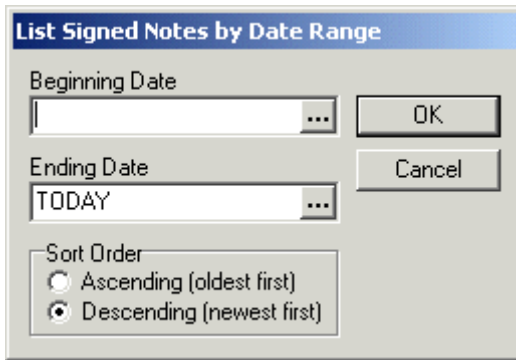 List Signed Notes by Date Range
Beginning Date
...
OK
Ending Date
Cancel
TODAY
...
Sort Order
Ascending (oldest first)
Descending (newest first)